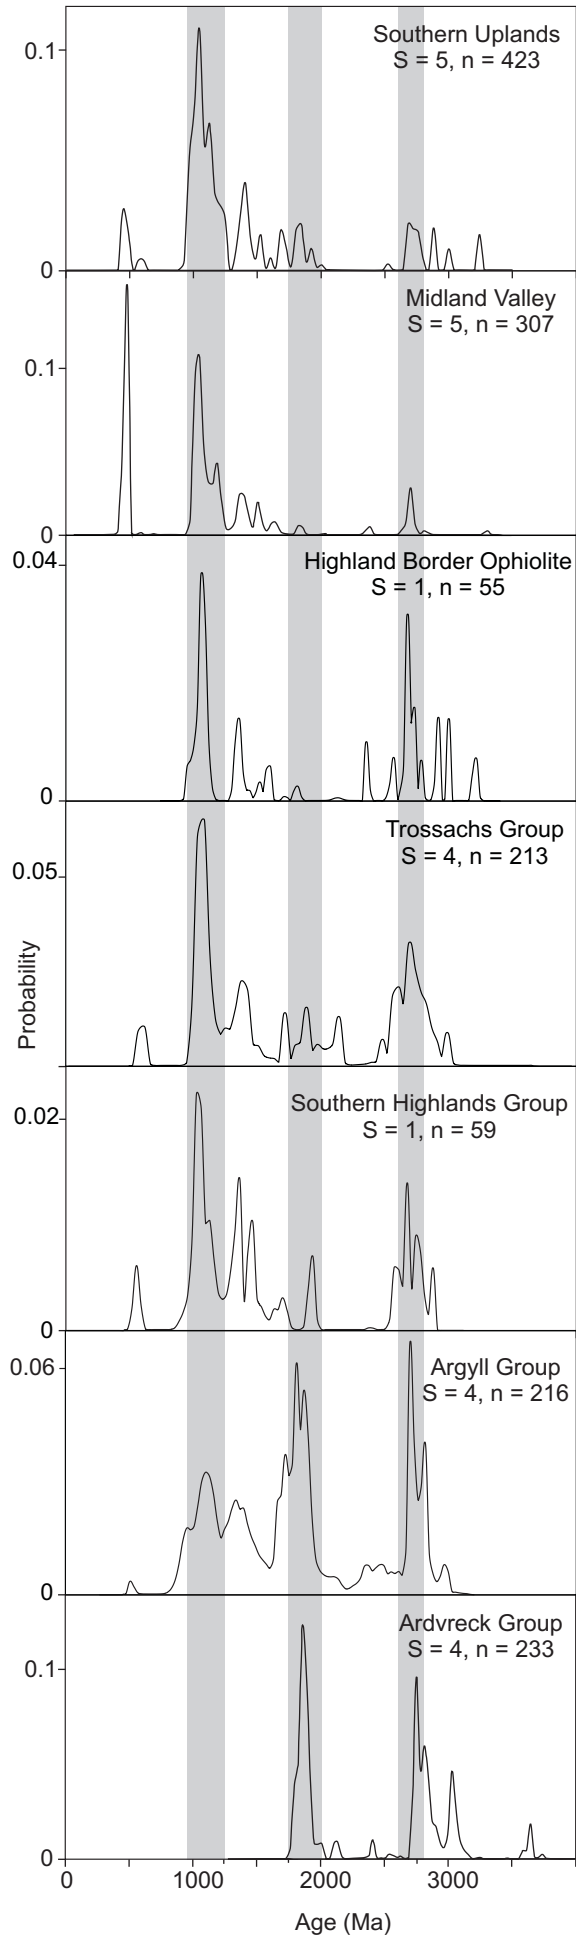 Southern Uplands
S = 5, n = 423
0.1
0
Midland Valley
S = 5, n = 307
0.1
0
Highland Border Ophiolite
S = 1, n = 55
0.04
0
Trossachs Group
S = 4, n = 213
0.05
Probability
Southern Highlands Group
S = 1, n = 59
0.02
0
Argyll Group
S = 4, n = 216
0.06
0
Ardvreck Group
S = 4, n = 233
0.1
0
0 1000 2000 3000
Age (Ma)